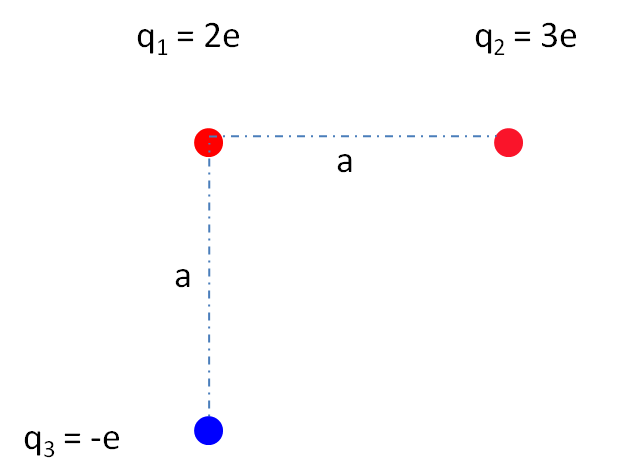 q₁ = 2e
q₂ = 3e
a
a
q₃ = -e